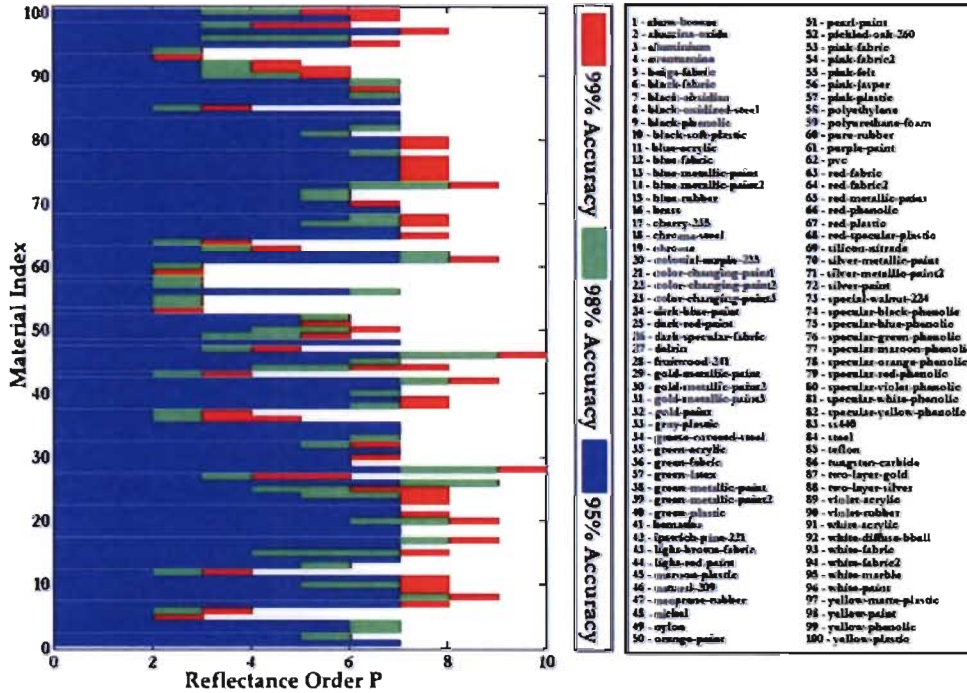 100
90
80
70
60
50
40
30
20
10
0
Material Index
0
2
4
6
8
10
Reflectance Order P
99% Accuracy
98% Accuracy
95% Accuracy
2 - alumina-oxide
3 - aluminium
4 - aventurnine
5 - beige-fabric
6 - black-fabric
7 - black-obsidian
8 - black-oxidized-steel
9 - black-phenolic
10 - black-soft-plastic
11 - blue-acrylic
12 - blue-fabric
13 - blue-metallic-paint
14 - blue-metallic-paint2
15 - blue-rubber
16 - brass
17 - cherry-235
18 - chrome-steel
19 - chrome
20 - colonial-maple-223
21 - color-changing-paint1
22 - color-changing-paint2
23 - color-changing-paint3
24 - dark-blue-paint
25 - dark-red-paint
26 - dark-specular-fabric
27 - delrin
28 - fruitwood-241
29 - gold-metallic-paint
30 - gold-metallic-paint2
31 - gold-metallic-paint3
32 - gold-paint
33 - gray-plastic
34 - grease-covered-steel
35 - green-acrylic
36 - green-fabric
37 - green-latex
38 - green-metallic-paint
39 - green-metallic-paint2
40 - green-plastic
41 - hematite
42 - ipswich-pine-221
43 - light-brown-fabric
44 - light-red-paint
45 - maroon-plastic
46 - natural-209
47 - neoprene-rubber
48 - nickel
49 - nylon
50 - orange-paint
51 - pearl-paint
52 - pickled-oak-260
53 - pink-fabric
54 - pink-fabric2
55 - pink-felt
56 - pink-jasper
57 - pink-plastic
58 - polyethylene
59 - polyurethane-foam
60 - pure-rubber
61 - purple-paint
62 - pvc
63 - red-fabric
64 - red-fabric2
65 - red-metallic-paint
66 - red-phenolic
67 - red-plastic
68 - red-specular-plastic
69 - silicon-nitrade
70 - silver-metallic-paint
71 - silver-metallic-paint2
72 - silver-paint
73 - special-walnut-224
74 - specular-black-phenolic
75 - specular-blue-phenolic
76 - specular-green-phenolic
77 - specular-maroon-phenolic
78 - specular-orange-phenolic
79 - specular-red-phenolic
80 - specular-violet-phenolic
81 - specular-white-phenolic
82 - specular-yellow-phenolic
83 - ss440
84 - steel
85 - teflon
86 - tungsten-carbide
87 - two-layer-gold
88 - two-layer-silver
89 - violet-acrylic
90 - violet-rubber
91 - white-acrylic
92 - white-diffuse-bball
93 - white-fabric
94 - white-fabric2
95 - white-marble
96 - white-paint
97 - yellow-matte-plastic
98 - yellow-paint
99 - yellow-phenolic
100 - yellow-plastic